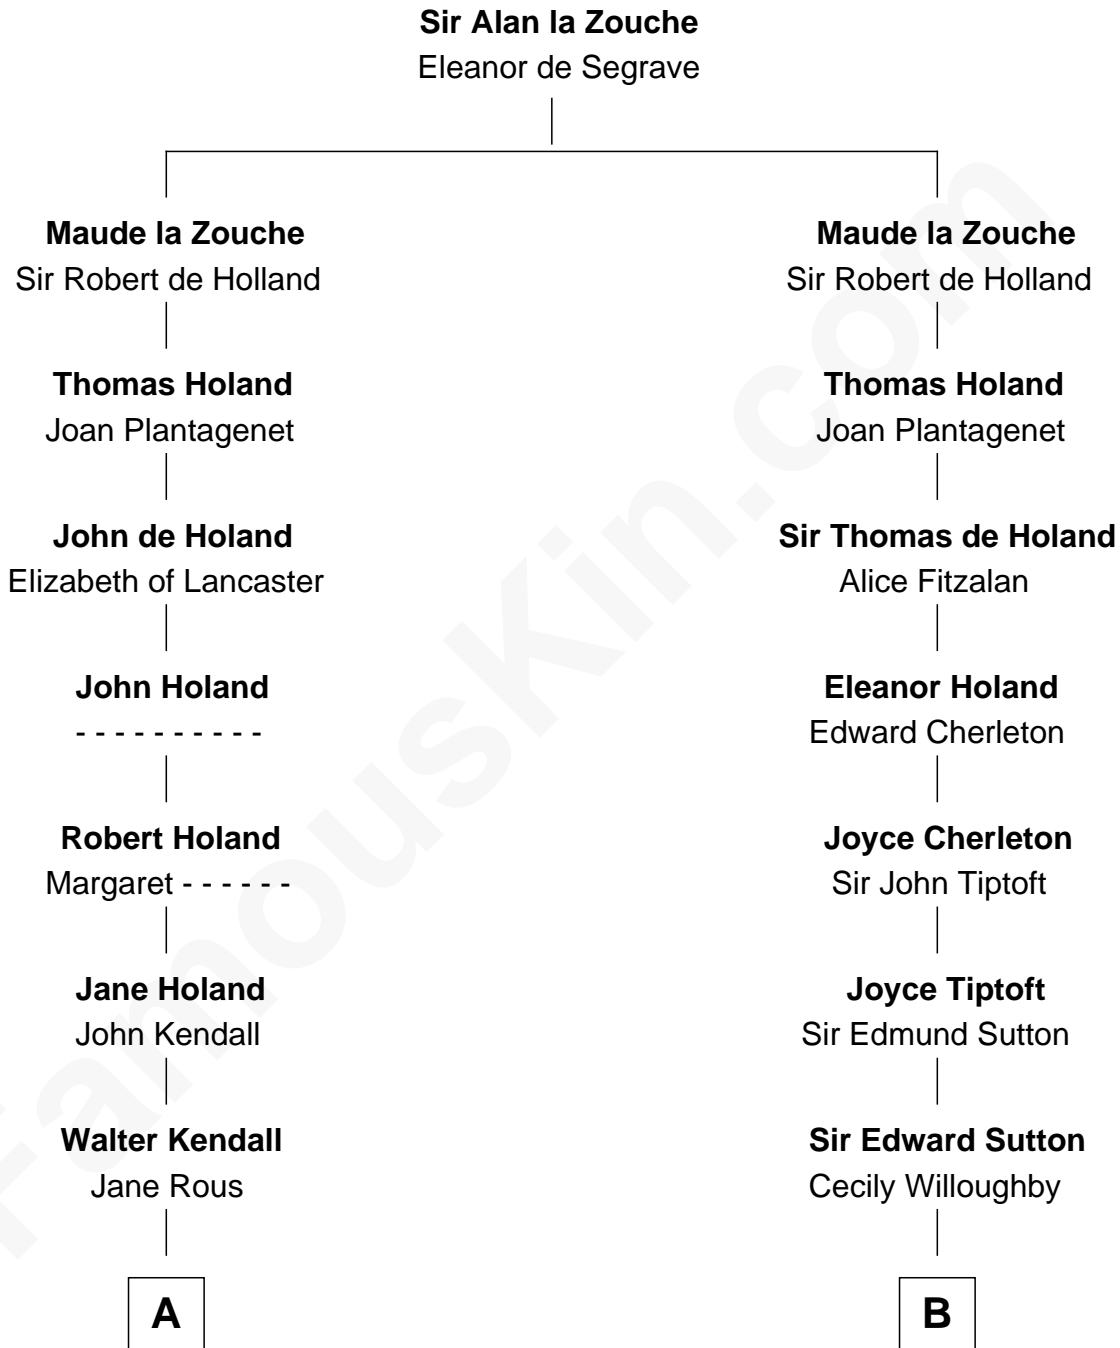 Sir Alan la Zouche
Eleanor de Segrave
Maude la Zouche
Sir Robert de Holland
Thomas Holand
Joan Plantagenet
John de Holand
Elizabeth of Lancaster
John Holand
- - - - - - - - - -
Robert Holand
Margaret - - - - - -
Jane Holand
John Kendall
Walter Kendall
Jane Rous
A
Maude la Zouche
Sir Robert de Holland
Thomas Holand
Joan Plantagenet
Sir Thomas de Holand
Alice Fitzalan
Eleanor Holand
Edward Cherleton
Joyce Cherleton
Sir John Tiptoft
Joyce Tiptoft
Sir Edmund Sutton
Sir Edward Sutton
Cecily Willoughby
B
FamousKin.com